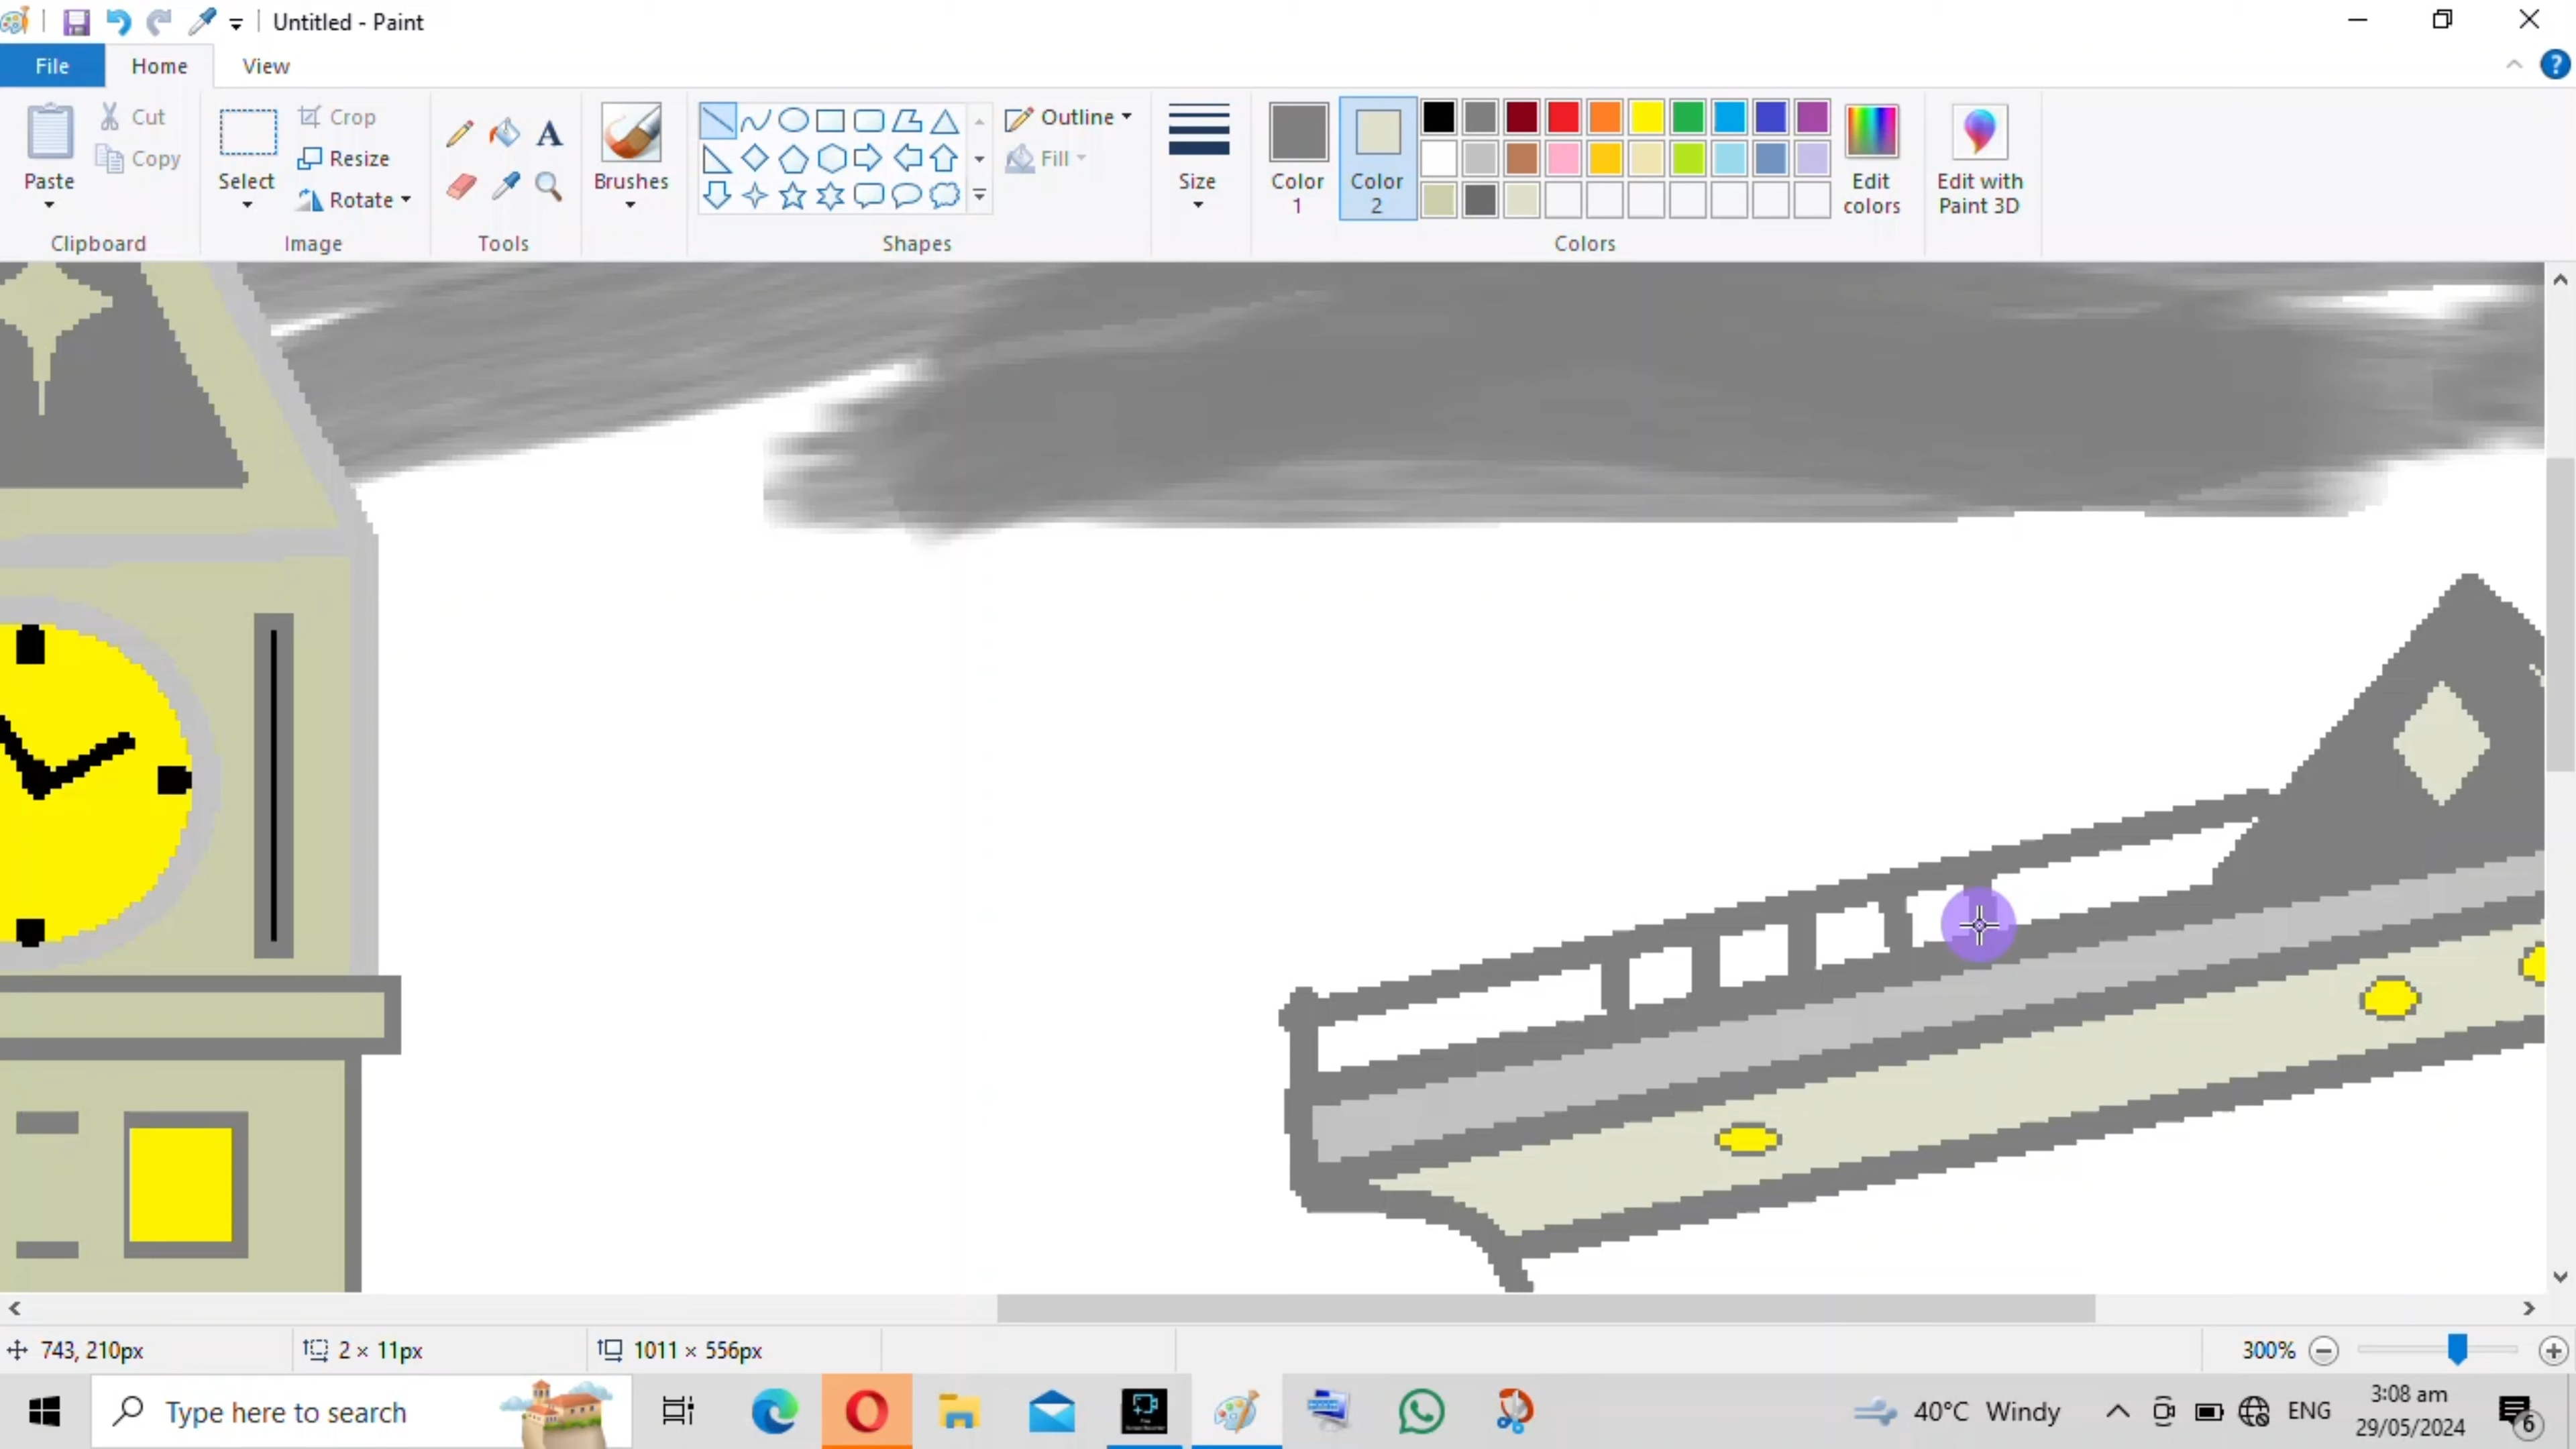 Untitled - Paint
File
Home
View
Paste
Cut
Copy
Clipboard
Select
Crop
Resize
Rotate
Image
A
Tools
Brushes
Shapes
Outline
Fill
Size
Color
1
Color
2
Colors
Edit
colors
Edit with
Paint 3D
743, 210px
2 × 11px
1011 × 556px
300%
Type here to search
40°C Windy
ENG
3:08 am
29/05/2024
6